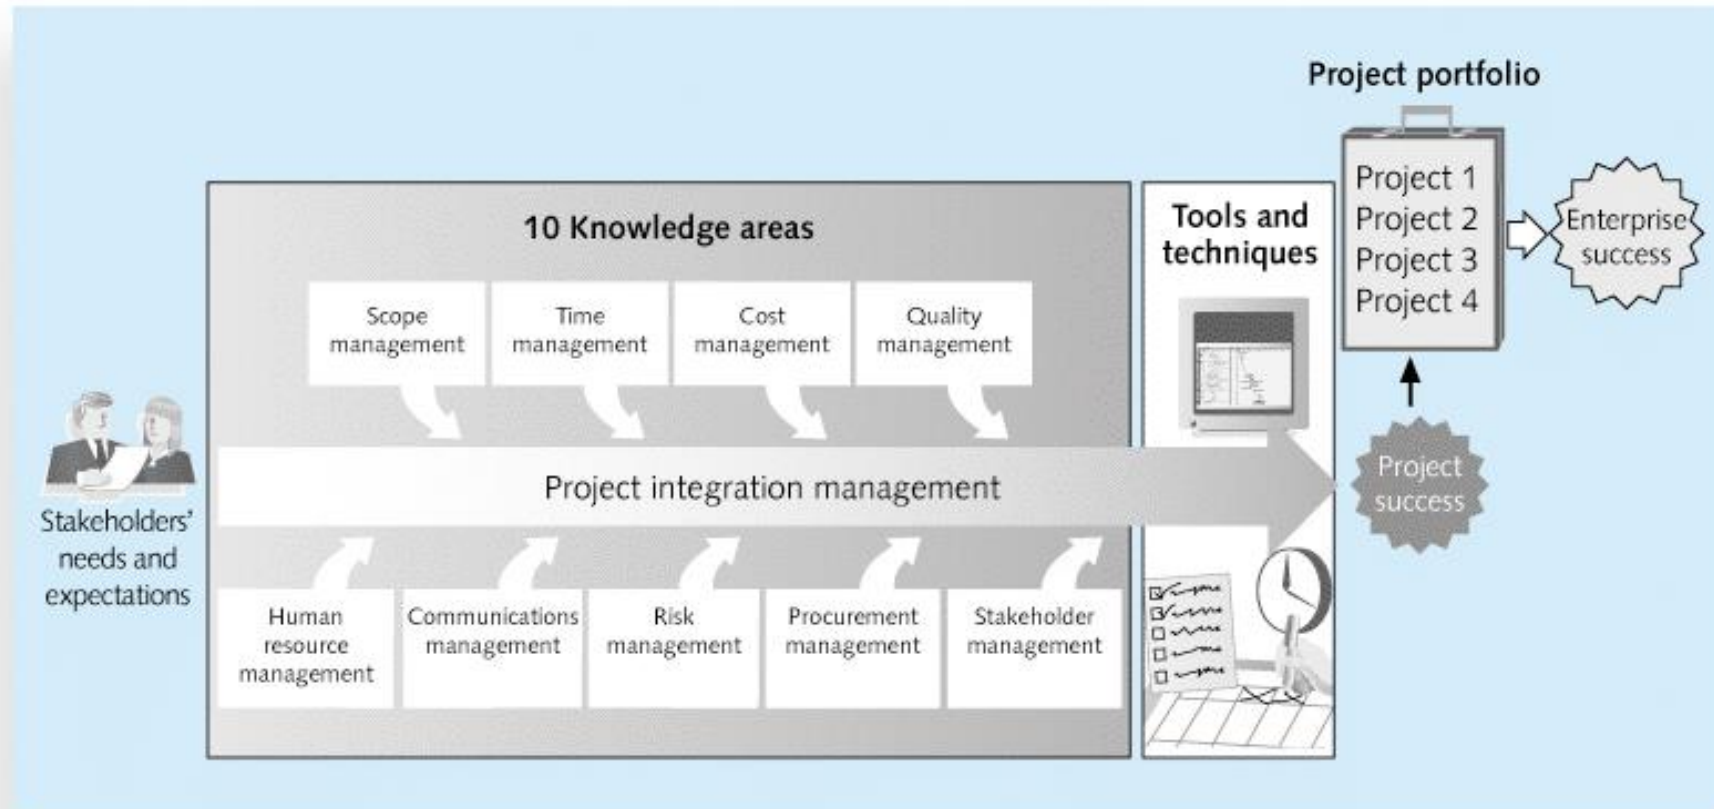 Project portfolio
Project 1
Project 2
Project 3
Project 4
Enterprise
success
10 Knowledge areas
Tools and
techniques
Scope
management
Time
management
Cost
management
Quality
management
Stakeholders’
needs and
expectations
Project integration management
Project
success
Human
resource
management
Communications
management
Risk
management
Procurement
management
Stakeholder
management